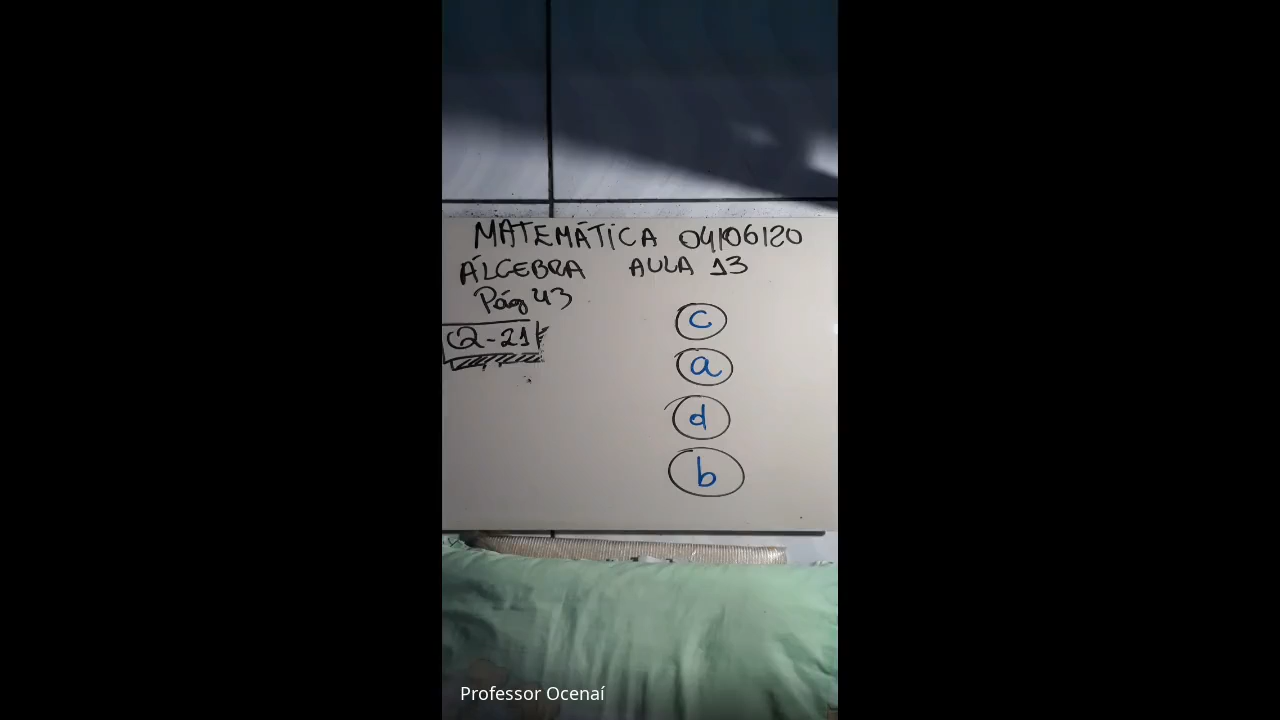 MATEMÁTICA 04/06/20
ÁLGEBRA AULA 13
Pág 43
Q-21
c
a
d
b
Professor Ocenaí